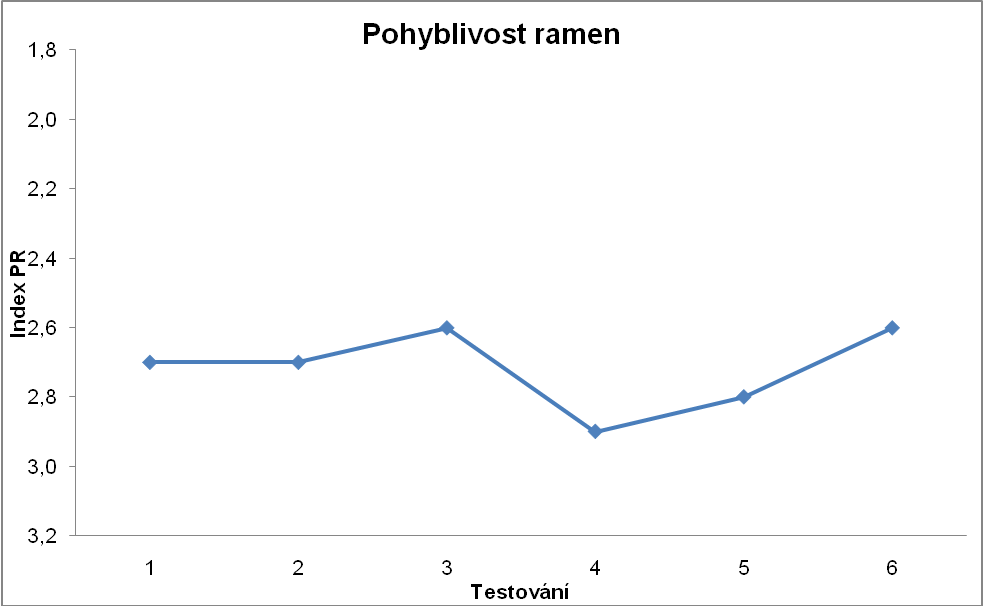 Pohyblivost ramen
1,8
2,0
2,2
2,4
2,6
2,8
3,0
3,2
Index PR
1 2 3 4 5 6
Testování